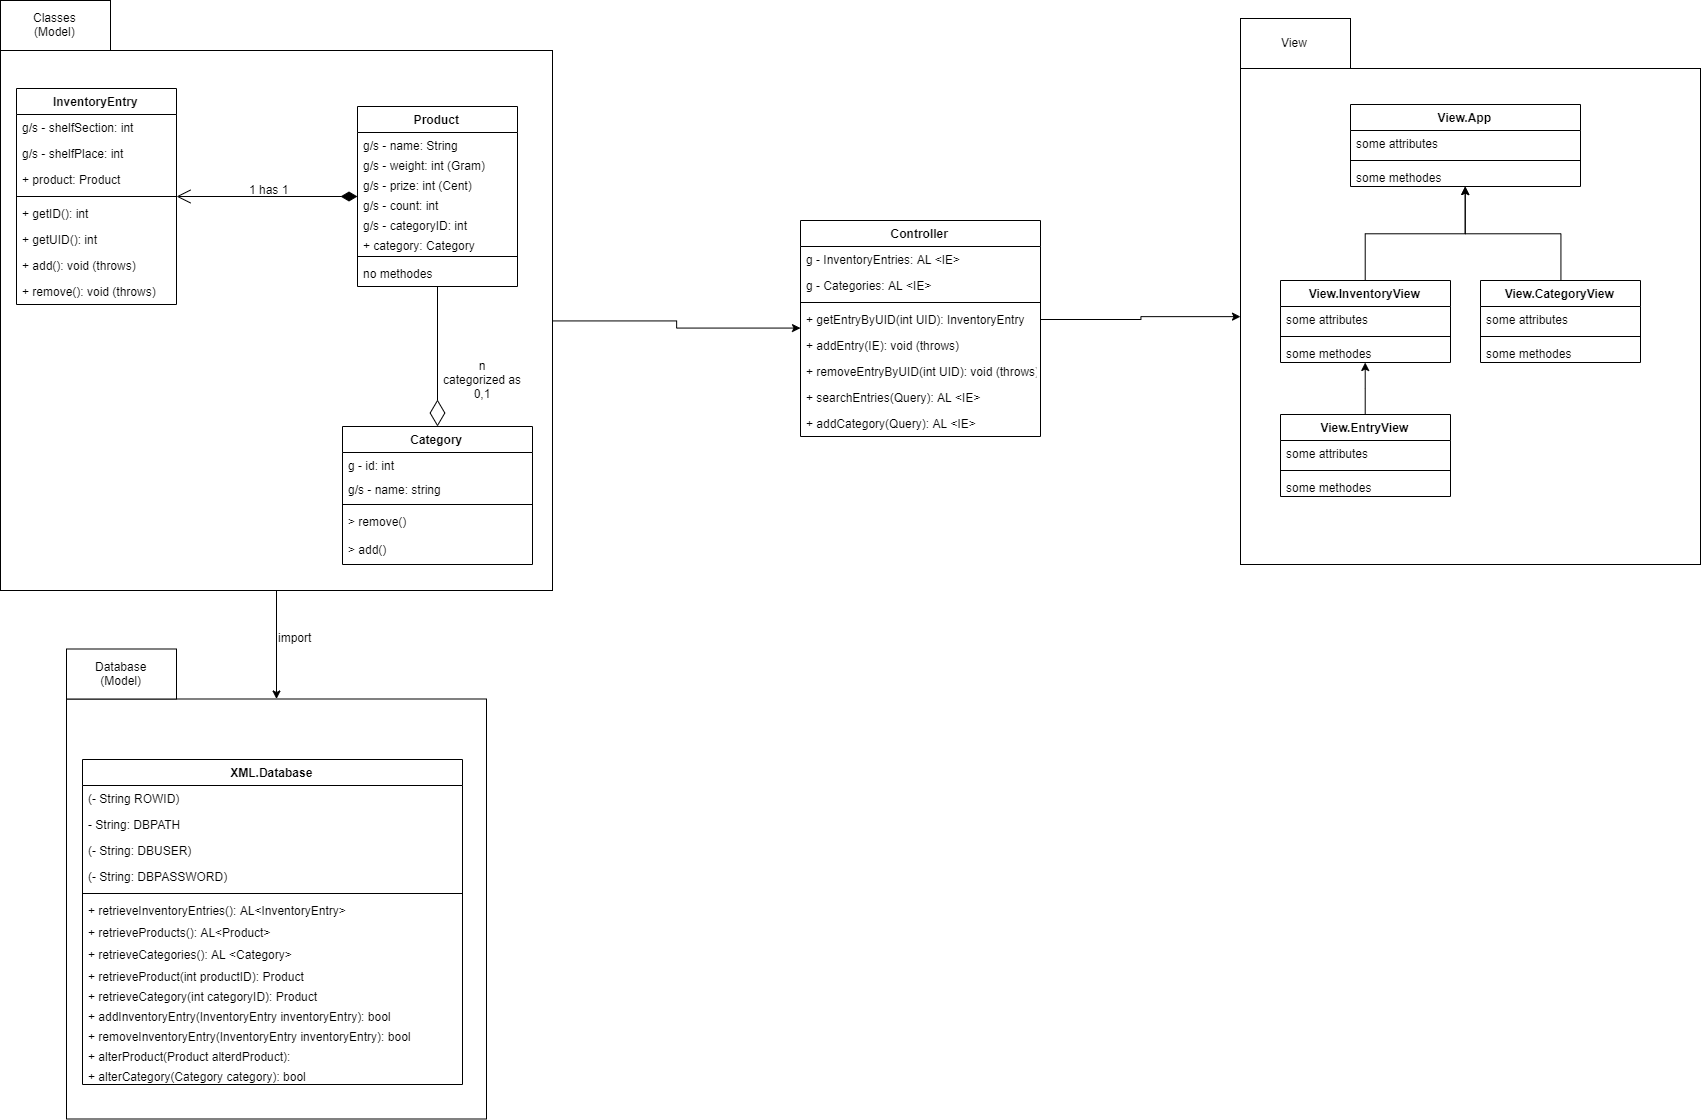 Classes
(Model)
InventoryEntry
g/s - shelfSection: int
g/s - shelfPlace: int
+ product: Product
+ getID(): int
+ getUID(): int
+ add(): void (throws)
+ remove(): void (throws)
1 has 1
Product
g/s - name: String
g/s - weight: int (Gram)
g/s - prize: int (Cent)
g/s - count: int
g/s - categoryID: int
+ category: Category
no methodes
n
categorized as
0,1
Category
g - id: int
g/s - name: string
> remove()
> add()
import
Database
(Model)
XML.Database
(- String ROWID)
- String: DBPATH
(- String: DBUSER)
(- String: DBPASSWORD)
+ retrieveInventoryEntries(): AL<InventoryEntry>
+ retrieveProducts(): AL<Product>
+ retrieveCategories(): AL <Category>
+ retrieveProduct(int productID): Product
+ retrieveCategory(int categoryID): Product
+ addInventoryEntry(InventoryEntry inventoryEntry): bool
+ removeInventoryEntry(InventoryEntry inventoryEntry): bool
+ alterProduct(Product alterdProduct):
+ alterCategory(Category category): bool
Controller
g - InventoryEntries: AL <IE>
g - Categories: AL <IE>
+ getEntryByUID(int UID): InventoryEntry
+ addEntry(IE): void (throws)
+ removeEntryByUID(int UID): void (throws)
+ searchEntries(Query): AL <IE>
+ addCategory(Query): AL <IE>
View
View.App
some attributes
some methodes
View.InventoryView
some attributes
some methodes
View.CategoryView
some attributes
some methodes
View.EntryView
some attributes
some methodes